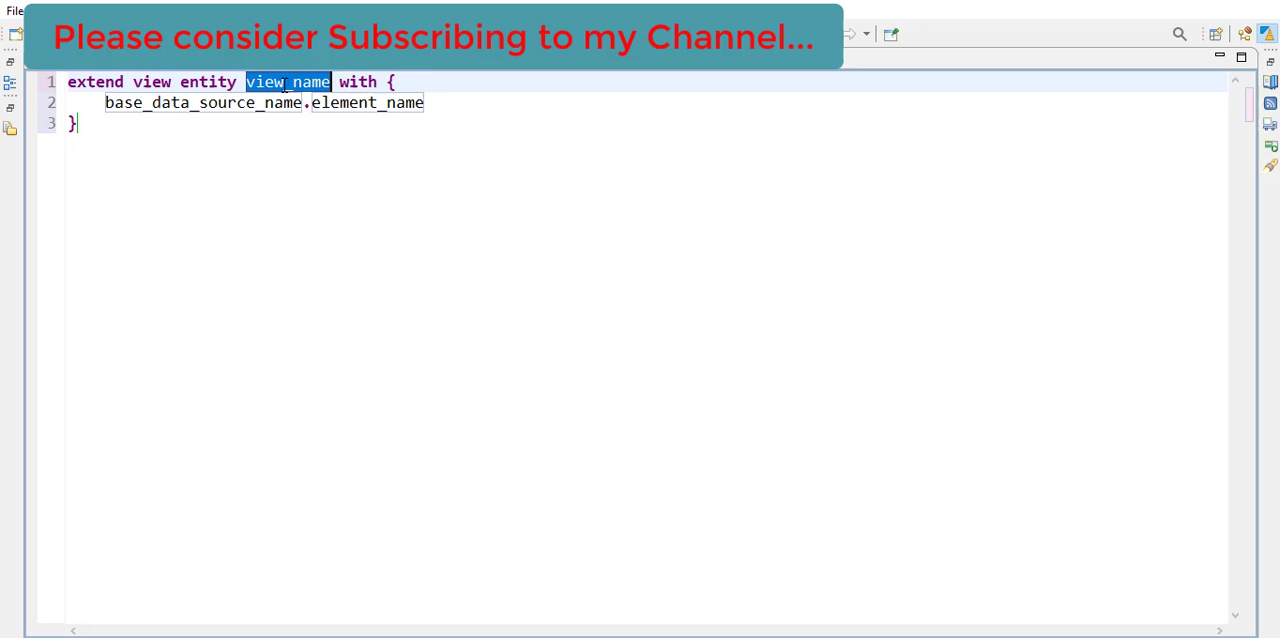 File
Please consider Subscribing to my Channel...
1 extend view entity view_name with {
2 base_data_source_name.element_name
3 }